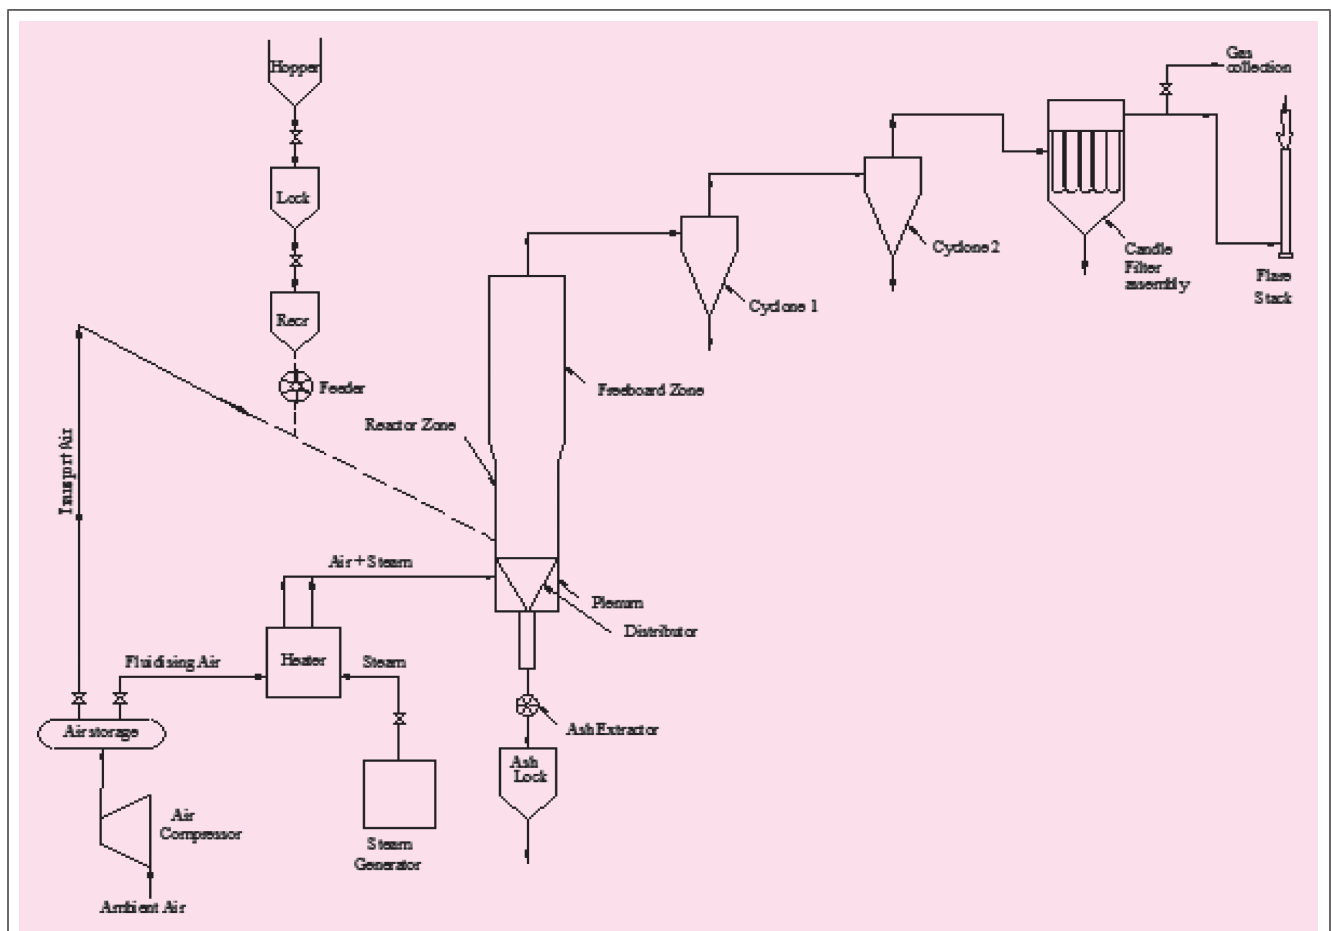 Hopper
Gas
collection
Lock
Cyclone 2
Candle
Filter
assembly
Flare
Stack
Cyclone 1
Recr
Feeder
Freeboard Zone
Reactor Zone
Transport Air
Air + Steam
Plenum
Distributor
Fluidising Air
Heater
Steam
Air storage
Ash Extractor
Ash
Lock
Air
Compressor
Steam
Generator
Ambient Air